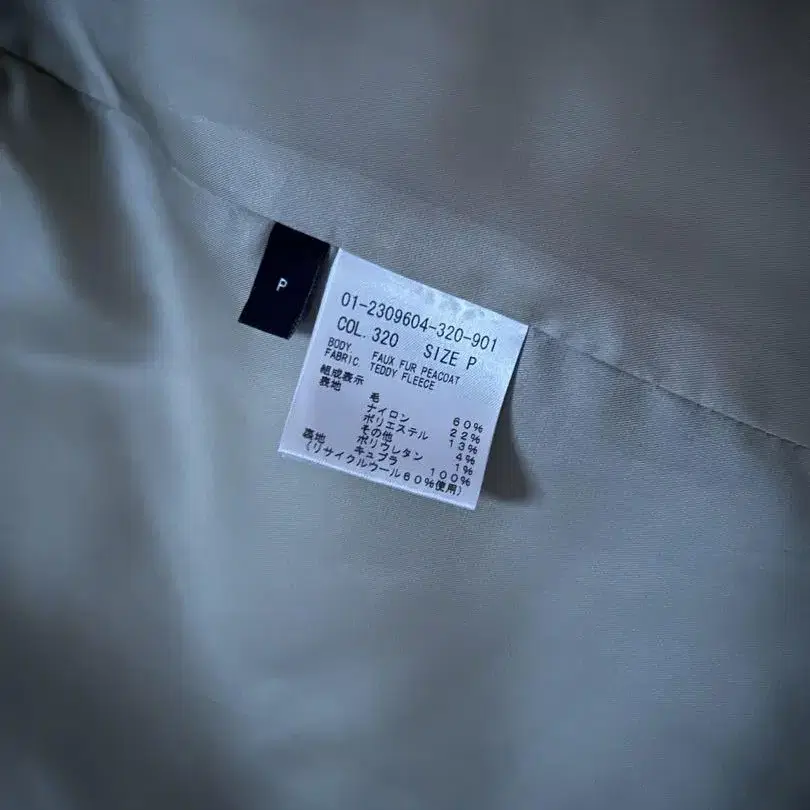 P
01-2309604-320-901
COL. 320 SIZE P
BODY. FAUX FUR PEACOAT
FABRIC. TEDDY FLEECE
組成表示
表地
毛 60%
ナイロン 22%
ポリエステル 13%
その他 4%
ポリウレタン 1%
裏地 キュプラ 100%
(リサイクルウール60%使用)